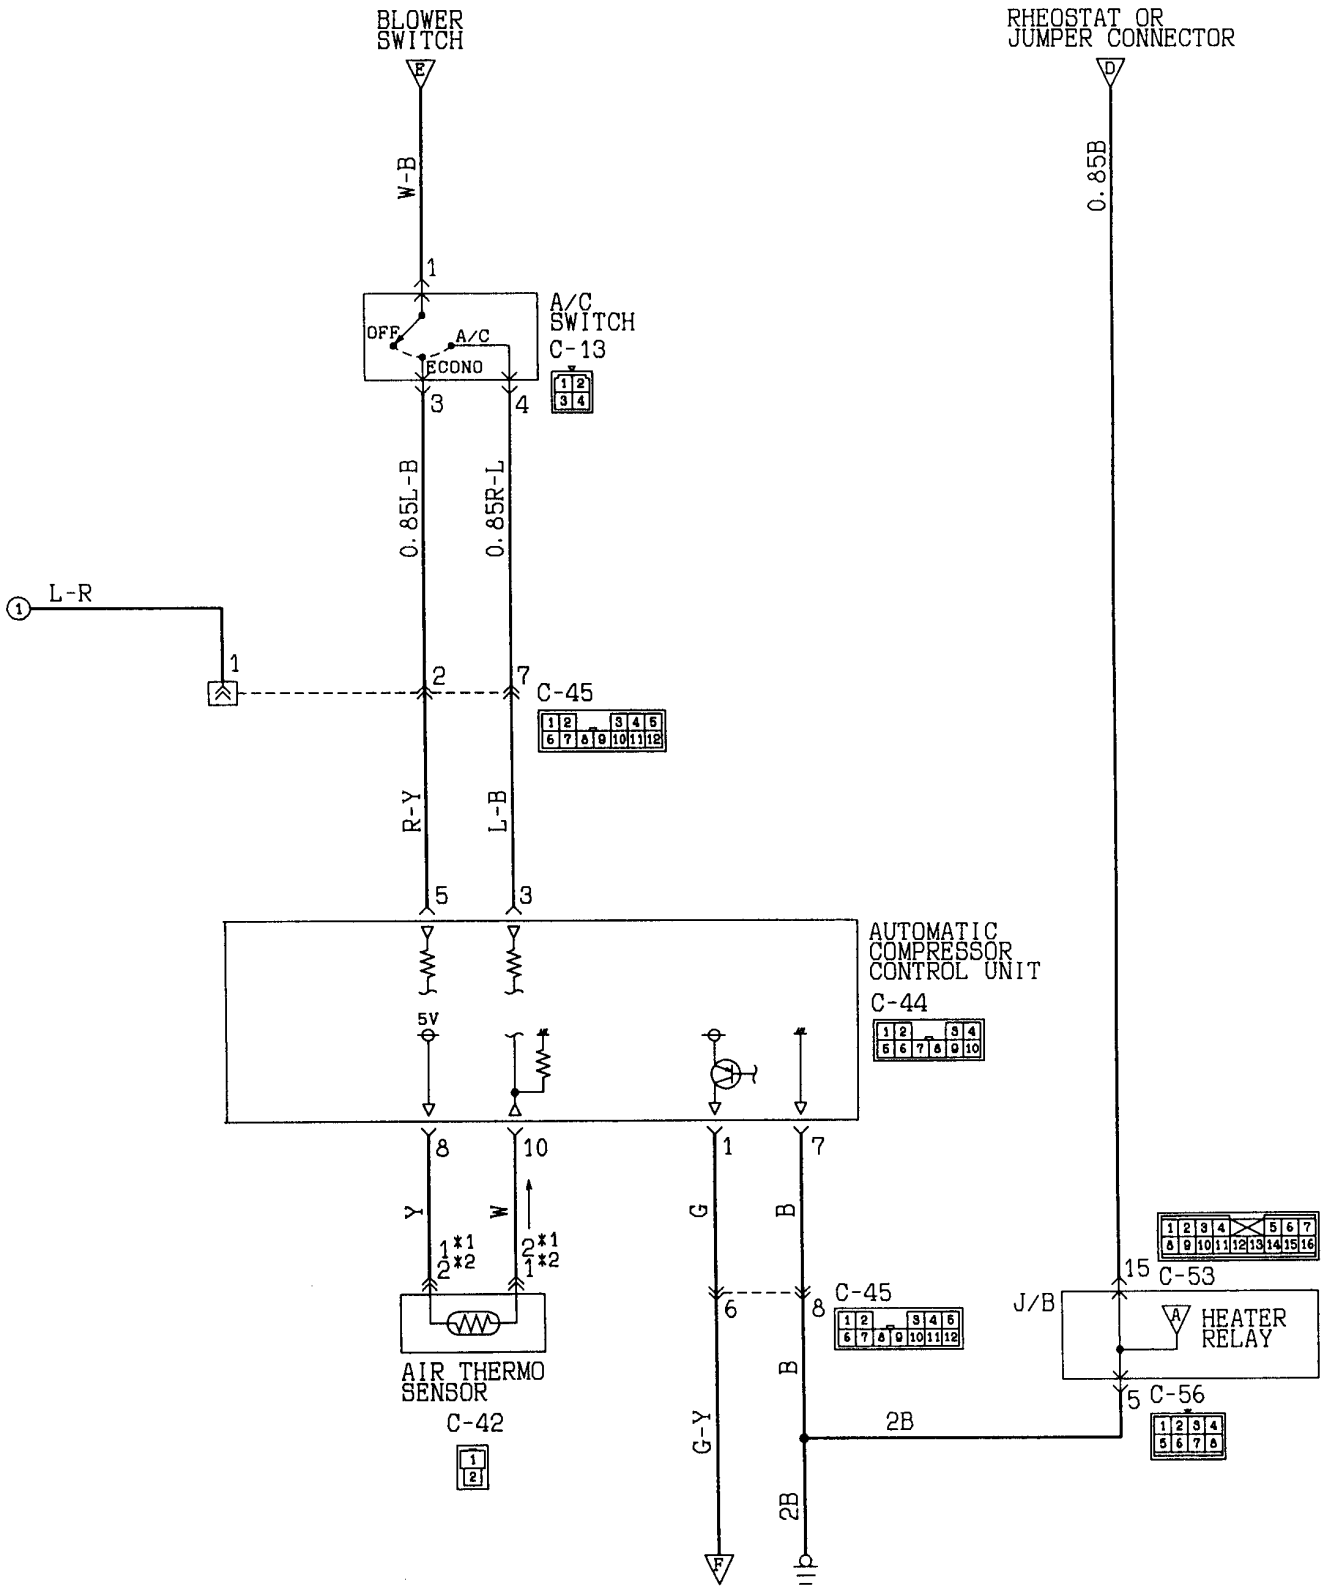 BLOWER
SWITCH
E
RHEOSTAT OR
JUMPER CONNECTOR
D
W-B
0.85B
1
A/C
SWITCH
C-13
OFF
A/C
ECONO
1 2
3 4
3
4
0.85L-B
0.85R-L
1
L-R
1
2
7
C-45
1 2 3 4 5
6 7 8 9 10 11 12
R-Y
L-B
5
3
AUTOMATIC
COMPRESSOR
CONTROL UNIT
C-44
1 2 3 4
5 6 7 8 9 10
5V
8
10
1
7
Y
W
G
B
1*1
2*2
2*1
1*2
6
8
C-45
1 2 3 4 5
6 7 8 9 10 11 12
1 2 3 4 5 6 7
8 9 10 11 12 13 14 15 16
15
C-53
J/B
A
HEATER
RELAY
AIR THERMO
SENSOR
C-42
1
2
B
5
C-56
1 2 3 4
5 6 7 8
G-Y
2B
2B
F